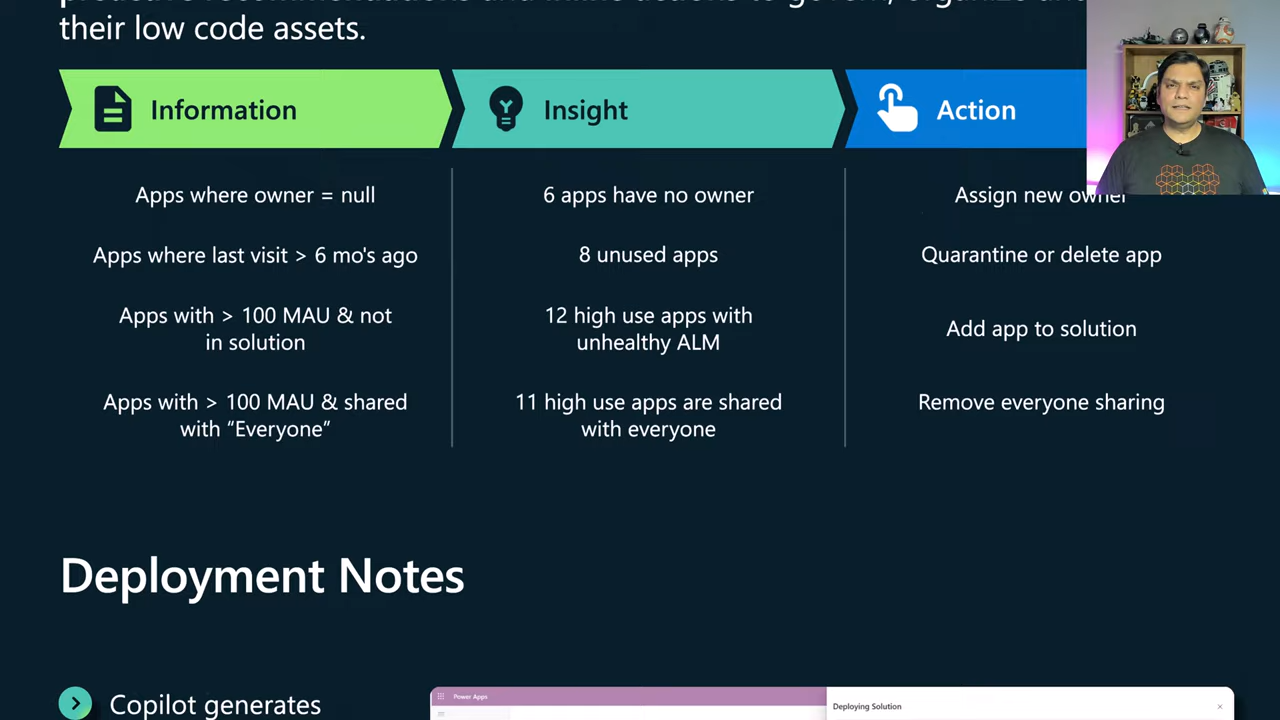 their low code assets.
Information
Insight
Action
Apps where owner = null
6 apps have no owner
Assign new owner
Apps where last visit > 6 mo's ago
8 unused apps
Quarantine or delete app
Apps with > 100 MAU & not
in solution
12 high use apps with
unhealthy ALM
Add app to solution
Apps with > 100 MAU & shared
with “Everyone”
11 high use apps are shared
with everyone
Remove everyone sharing
Deployment Notes
Copilot generates
Power Apps
Deploying Solution